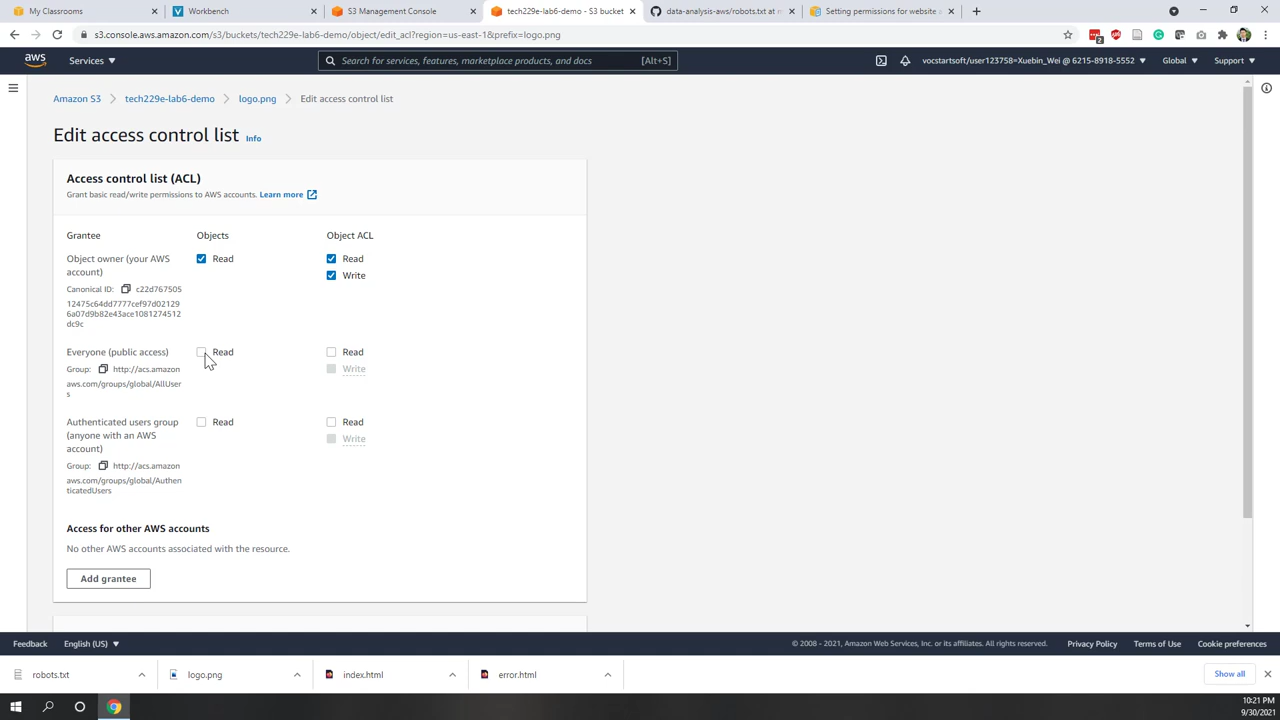 My Classrooms
Workbench
S3 Management Console
tech229e-lab6-demo - S3 bucket
data-analysis-aws/robots.txt at m
Setting permissions for website a
s3.console.aws.amazon.com/s3/buckets/tech229e-lab6-demo/object/edit_acl?region=us-east-1&prefix=logo.png
2
aws
Services
Search for services, features, marketplace products, and docs [Alt+S]
vocstartsoft/user123758=Xuebin_Wei @ 6215-8918-5552
Global
Support
Amazon S3
tech229e-lab6-demo
logo.png
Edit access control list
Edit access control list Info
Access control list (ACL)
Grant basic read/write permissions to AWS accounts. Learn more
Grantee
Objects
Object ACL
Object owner (your AWS
account)
Read
Read
Write
Canonical ID: c22d767505
12475c64dd7777cef97d02129
6a07d9b82e43ace1081274512
dc9c
Everyone (public access)
Read
Read
Write
Group: http://acs.amazon
aws.com/groups/global/AllUser
s
Authenticated users group
(anyone with an AWS
account)
Read
Read
Write
Group: http://acs.amazon
aws.com/groups/global/Authen
ticatedUsers
Access for other AWS accounts
No other AWS accounts associated with the resource.
Add grantee
Feedback
English (US)
© 2008 - 2021, Amazon Web Services, Inc. or its affiliates. All rights reserved.
Privacy Policy
Terms of Use
Cookie preferences
robots.txt
logo.png
index.html
error.html
Show all
10:21 PM
9/30/2021